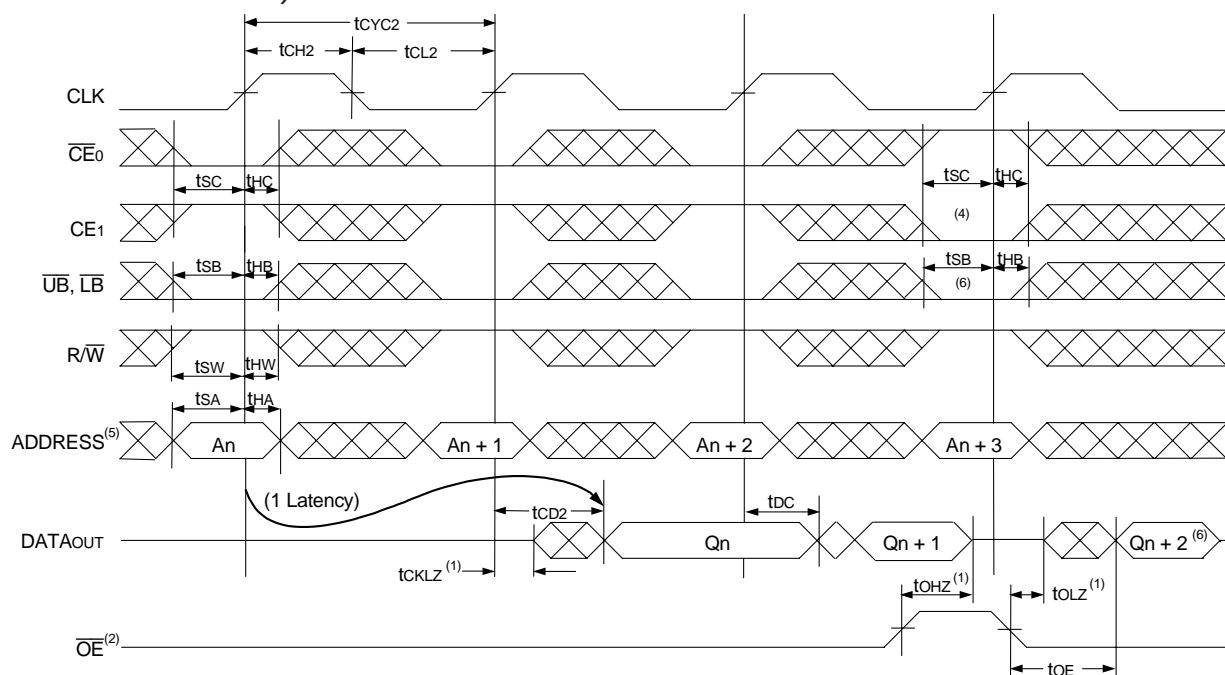 tCYC2
tCH2 tCL2
CLK
CE0
tSC tHC tSC tHC
CE1 (4)
tSB tHB tSB tHB
UB, LB (6)
R/W
tSW tHW
tSA tHA
ADDRESS(5) An An + 1 An + 2 An + 3
(1 Latency) tCD2 tDC
DATAOUT Qn Qn + 1 Qn + 2 (6)
tCKLZ (1) tOHZ (1) tOLZ (1)
OE(2)
tOE